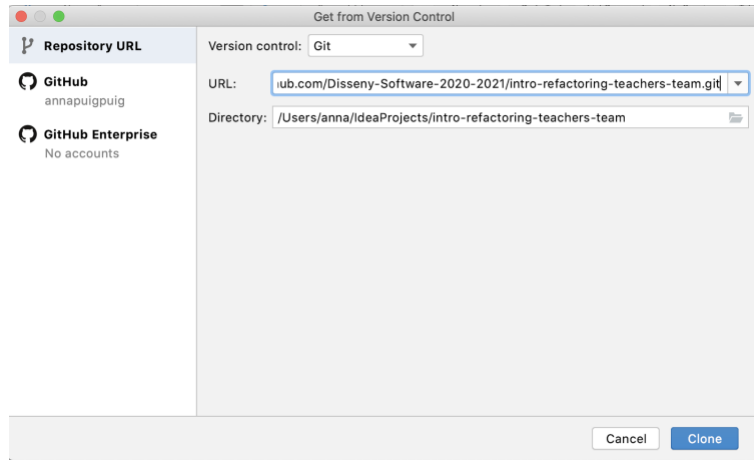 Get from Version Control
Repository URL
GitHub
annapuigpuig
GitHub Enterprise
No accounts
Version control: Git
URL: ub.com/Disseny-Software-2020-2021/intro-refactoring-teachers-team.git
Directory: /Users/anna/IdeaProjects/intro-refactoring-teachers-team
Cancel Clone